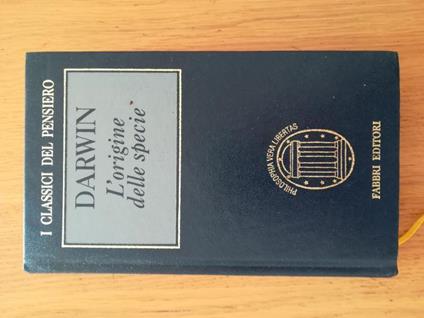 I CLASSICI DEL PENSIERO
DARWIN
L'origine
delle specie
PHILOSOPHIA VERA LIBERTAS
FABBRI EDITORI